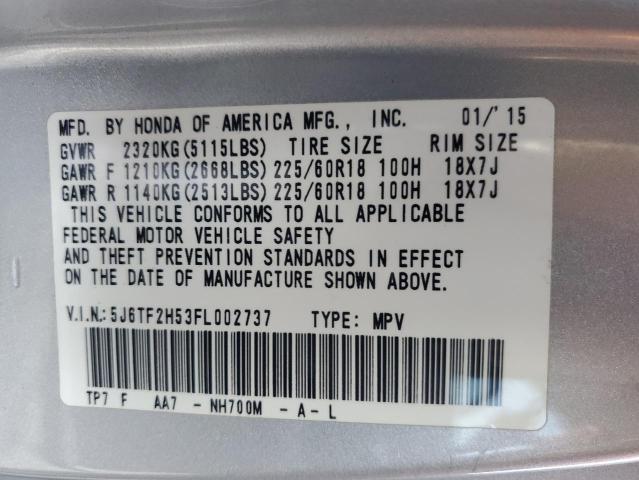 MFD. BY HONDA OF AMERICA MFG., INC. 01/'15
GVWR 2320KG(5115LBS) TIRE SIZE RIM SIZE
GAWR F 1210KG(2668LBS) 225/60R18 100H 18X7J
GAWR R 1140KG(2513LBS) 225/60R18 100H 18X7J
THIS VEHICLE CONFORMS TO ALL APPLICABLE
FEDERAL MOTOR VEHICLE SAFETY
AND THEFT PREVENTION STANDARDS IN EFFECT
ON THE DATE OF MANUFACTURE SHOWN ABOVE.
V.I.N.: 5J6TF2H53FL002737 TYPE: MPV
TP7 F AA7 - NH700M - A - L